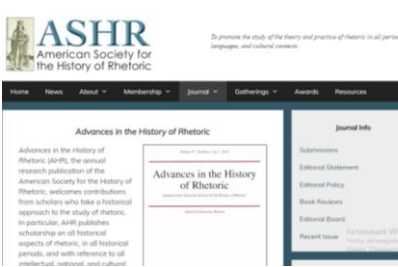 ASHR
American Society for
the History of Rhetoric
To promote the study of the theory and practice of rhetoric in all
languages, and cultural contexts
Home News About Membership Journal Gatherings Awards Resources
Advances in the History of Rhetoric
Advances in the History of
Rhetoric (AHR), the annual
research publication of the
American Society for the History of
Rhetoric, welcomes contributions
from scholars who take a historical
approach to the study of rhetoric.
In particular, AHR publishes
scholarship on all historical
aspects of rhetoric, in all historical
periods, and with reference to all
intellectual, national, and cultural
Advances in the History
of Rhetoric
Journal Info
Submissions
Editorial Statement
Editorial Policy
Book Reviews
Editorial Board
Recent Issue